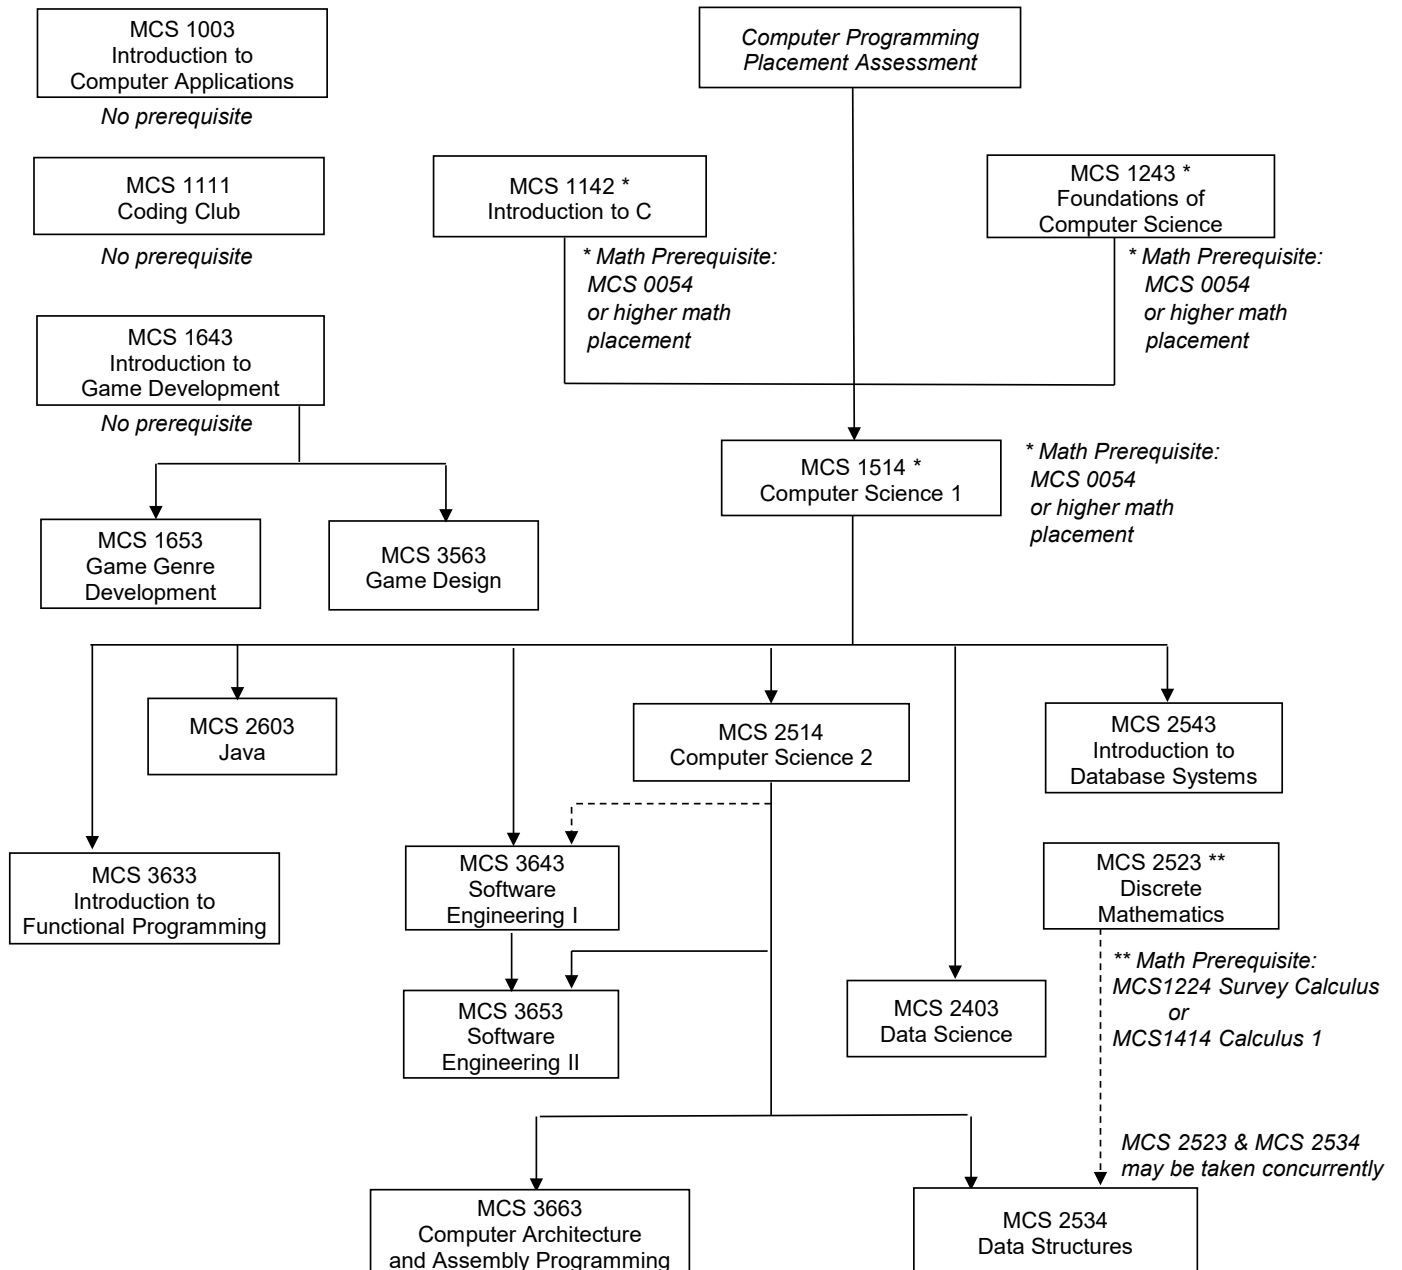 MCS 1003
Introduction to
Computer Applications
No prerequisite
Computer Programming
Placement Assessment
MCS 1111
Coding Club
No prerequisite
MCS 1142 *
Introduction to C
* Math Prerequisite:
MCS 0054
or higher math
placement
MCS 1243 *
Foundations of
Computer Science
* Math Prerequisite:
MCS 0054
or higher math
placement
MCS 1643
Introduction to
Game Development
No prerequisite
MCS 1514 *
Computer Science 1
* Math Prerequisite:
MCS 0054
or higher math
placement
MCS 1653
Game Genre
Development
MCS 3563
Game Design
MCS 2603
Java
MCS 2514
Computer Science 2
MCS 2543
Introduction to
Database Systems
MCS 3633
Introduction to
Functional Programming
MCS 3643
Software
Engineering I
MCS 2523 **
Discrete
Mathematics
** Math Prerequisite:
MCS1224 Survey Calculus
or
MCS1414 Calculus 1
MCS 3653
Software
Engineering II
MCS 2403
Data Science
MCS 2523 & MCS 2534
may be taken concurrently
MCS 3663
Computer Architecture
and Assembly Programming
MCS 2534
Data Structures